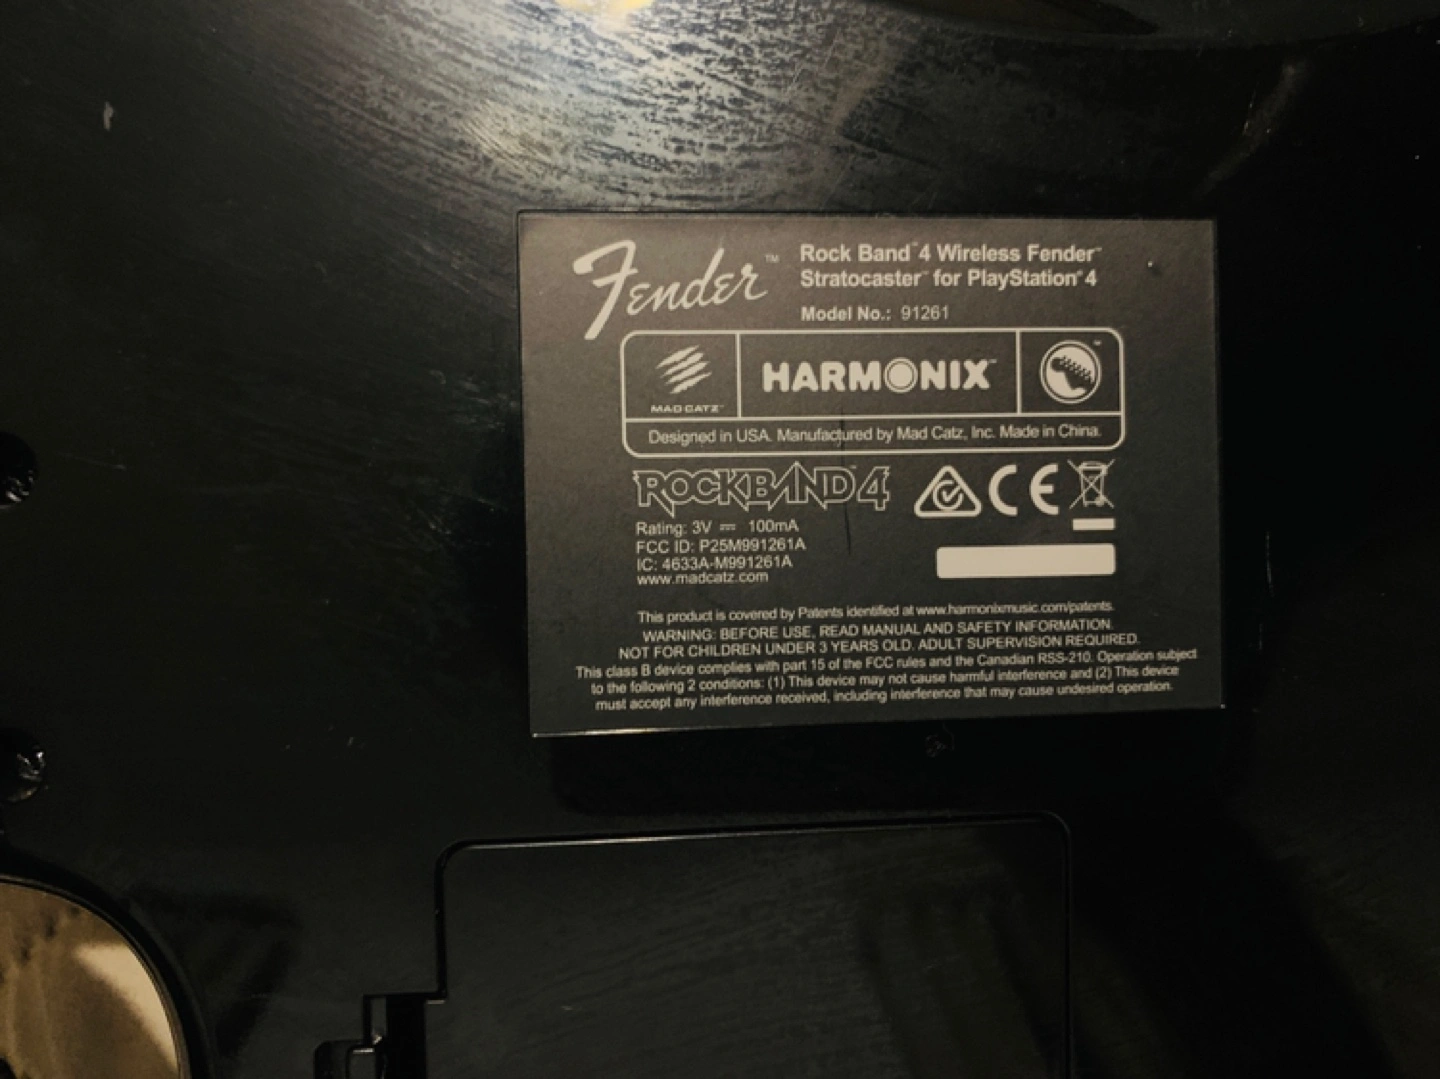 Fender™
Rock Band™4 Wireless Fender™
Stratocaster™ for PlayStation®4
Model No.: 91261
MAD CATZ™
HARMONIX™
Designed in USA. Manufactured by Mad Catz, Inc. Made in China.
ROCKBAND™4
CE
Rating: 3V ⎓ 100mA
FCC ID: P25M991261A
IC: 4633A-M991261A
www.madcatz.com
This product is covered by Patents identified at www.harmonixmusic.com/patents.
WARNING: BEFORE USE, READ MANUAL AND SAFETY INFORMATION.
NOT FOR CHILDREN UNDER 3 YEARS OLD. ADULT SUPERVISION REQUIRED.
This class B device complies with part 15 of the FCC rules and the Canadian RSS-210. Operation subject
to the following 2 conditions: (1) This device may not cause harmful interference and (2) This device
must accept any interference received, including interference that may cause undesired operation.